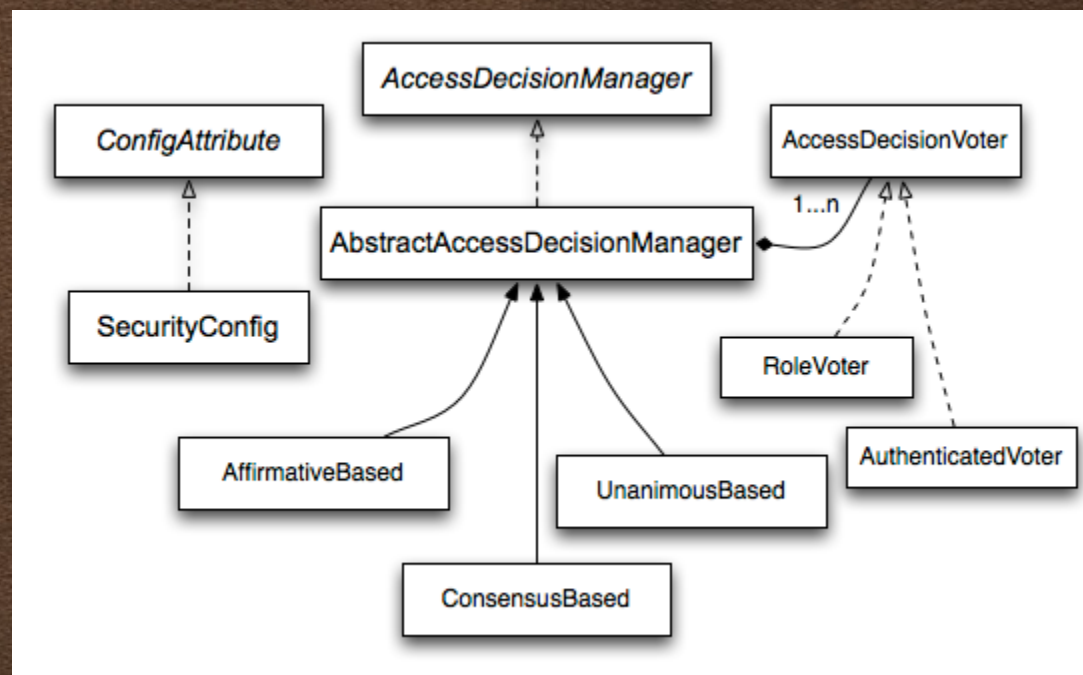 AccessDecisionManager
ConfigAttribute
AccessDecisionVoter
1...n
AbstractAccessDecisionManager
SecurityConfig
RoleVoter
AffirmativeBased
UnanimousBased
AuthenticatedVoter
ConsensusBased